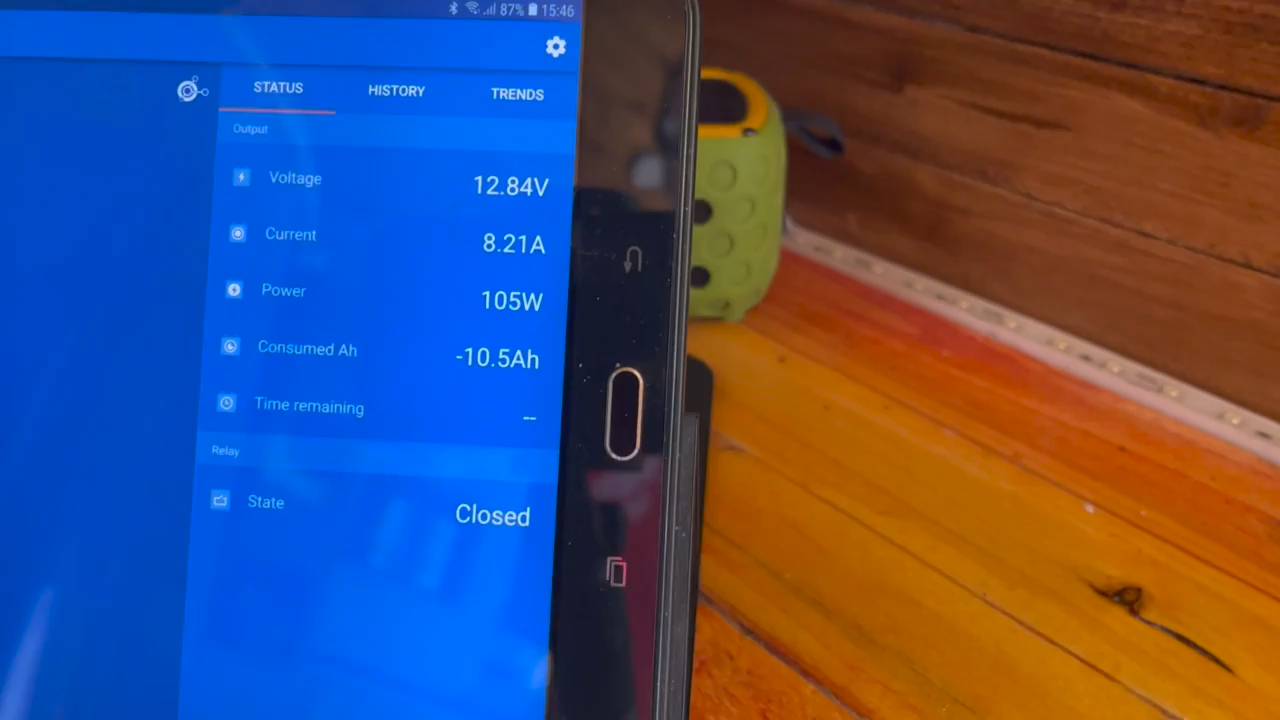 87% 15:46
STATUS HISTORY TRENDS
Output
Voltage 12.84V
Current 8.21A
Power 105W
Consumed Ah -10.5Ah
Time remaining --
Relay
State Closed